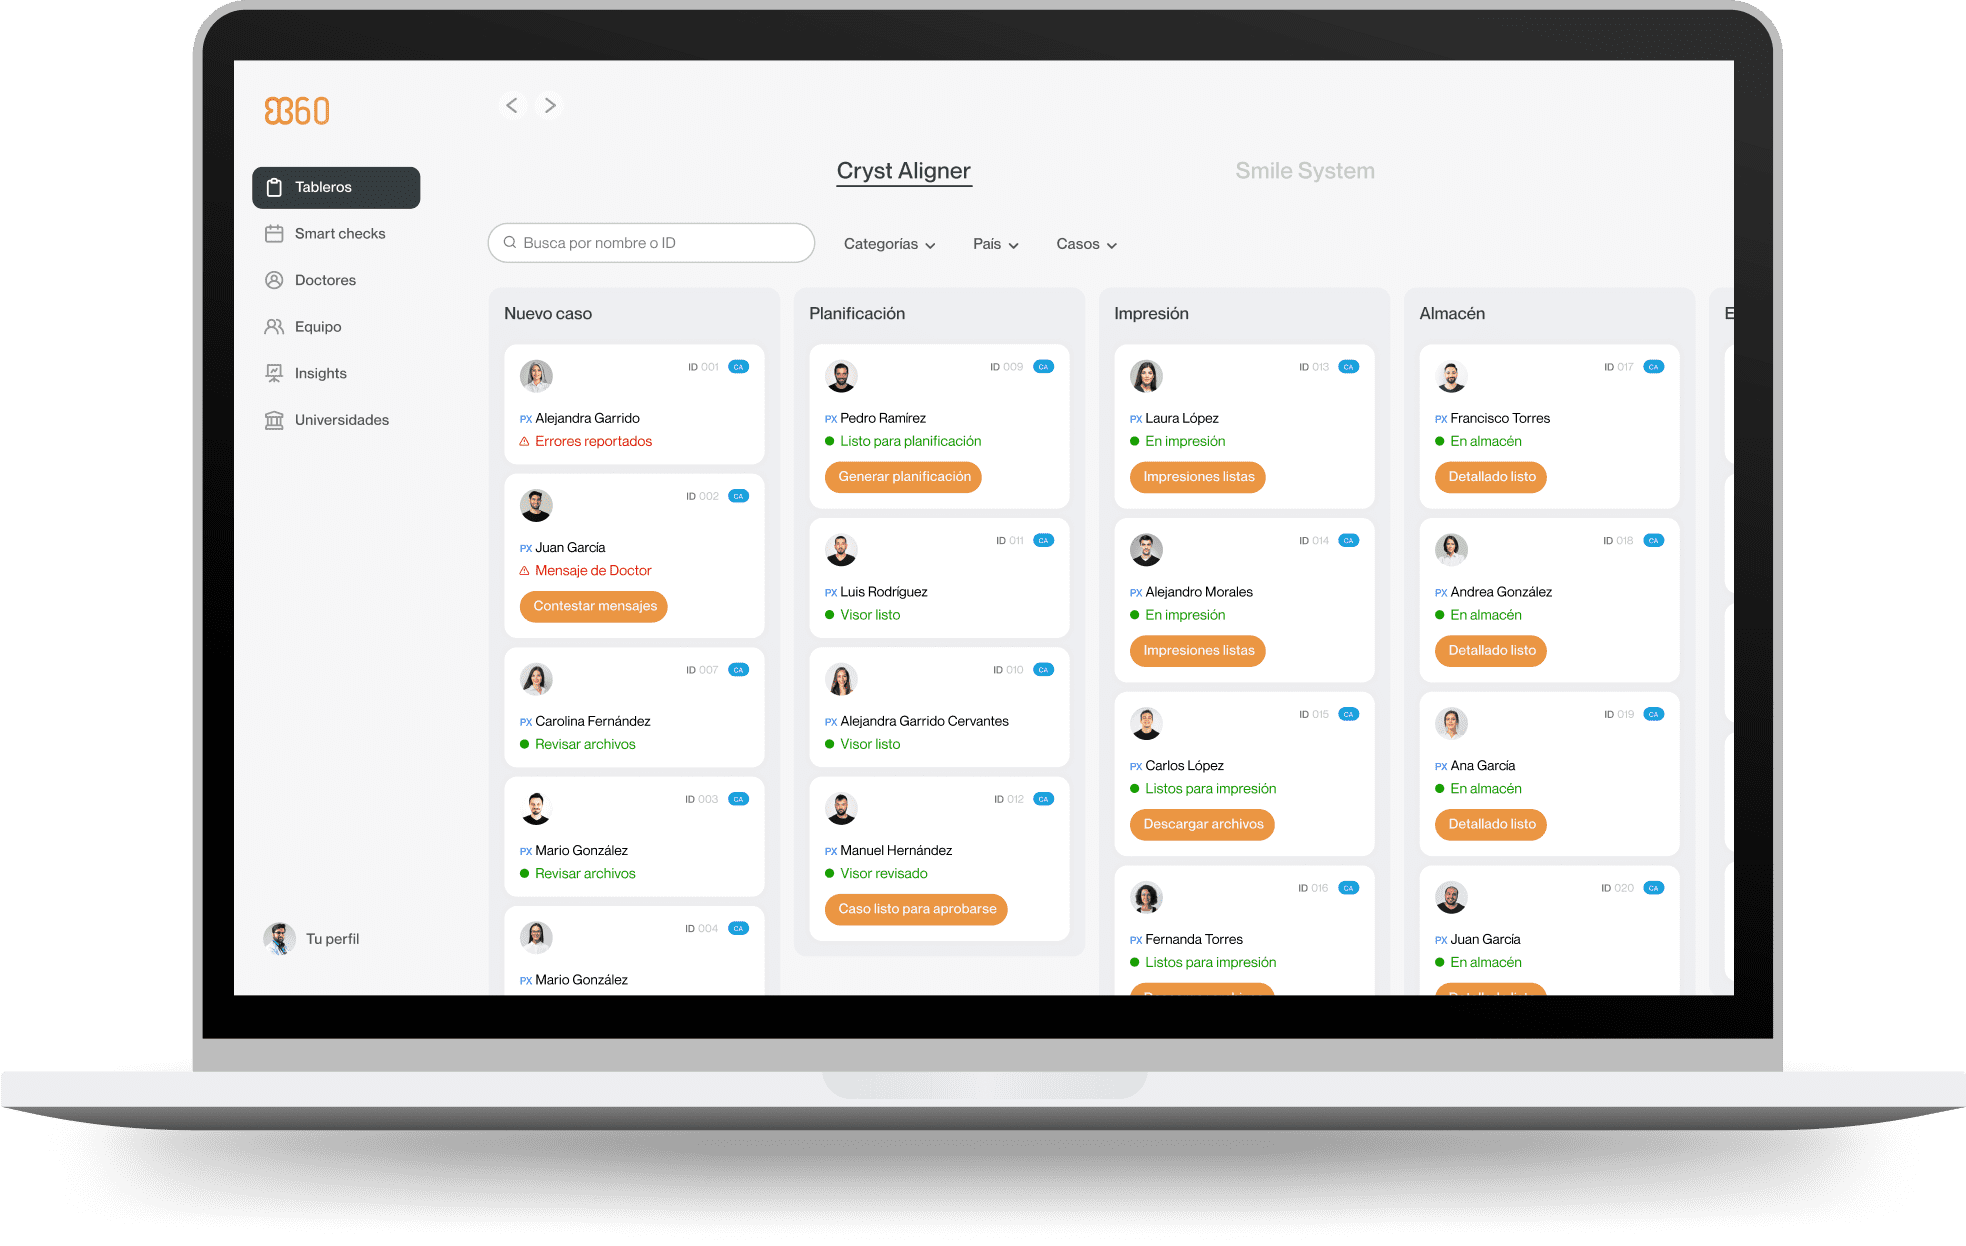 3360
Cryst Aligner
Smile System
Tableros
Smart checks
Doctores
Equipo
Insights
Universidades
Tu perfil
Busca por nombre o ID
Categorías
País
Casos
Nuevo caso
ID 001 CA
PX Alejandra Garrido
Errores reportados
ID 002 CA
PX Juan García
Mensaje de Doctor
Contestar mensajes
ID 007 CA
PX Carolina Fernández
Revisar archivos
ID 003 CA
PX Mario González
Revisar archivos
ID 004 CA
PX Mario González
Planificación
ID 009 CA
PX Pedro Ramírez
Listo para planificación
Generar planificación
ID 011 CA
PX Luis Rodríguez
Visor listo
ID 010 CA
PX Alejandra Garrido Cervantes
Visor listo
ID 012 CA
PX Manuel Hernández
Visor revisado
Caso listo para aprobarse
Impresión
ID 013 CA
PX Laura López
En impresión
Impresiones listas
ID 014 CA
PX Alejandro Morales
En impresión
Impresiones listas
ID 015 CA
PX Carlos López
Listos para impresión
Descargar archivos
ID 016 CA
PX Fernanda Torres
Listos para impresión
Almacén
ID 017 CA
PX Francisco Torres
En almacén
Detallado listo
ID 018 CA
PX Andrea González
En almacén
Detallado listo
ID 019 CA
PX Ana García
En almacén
Detallado listo
ID 020 CA
PX Juan García
En almacén